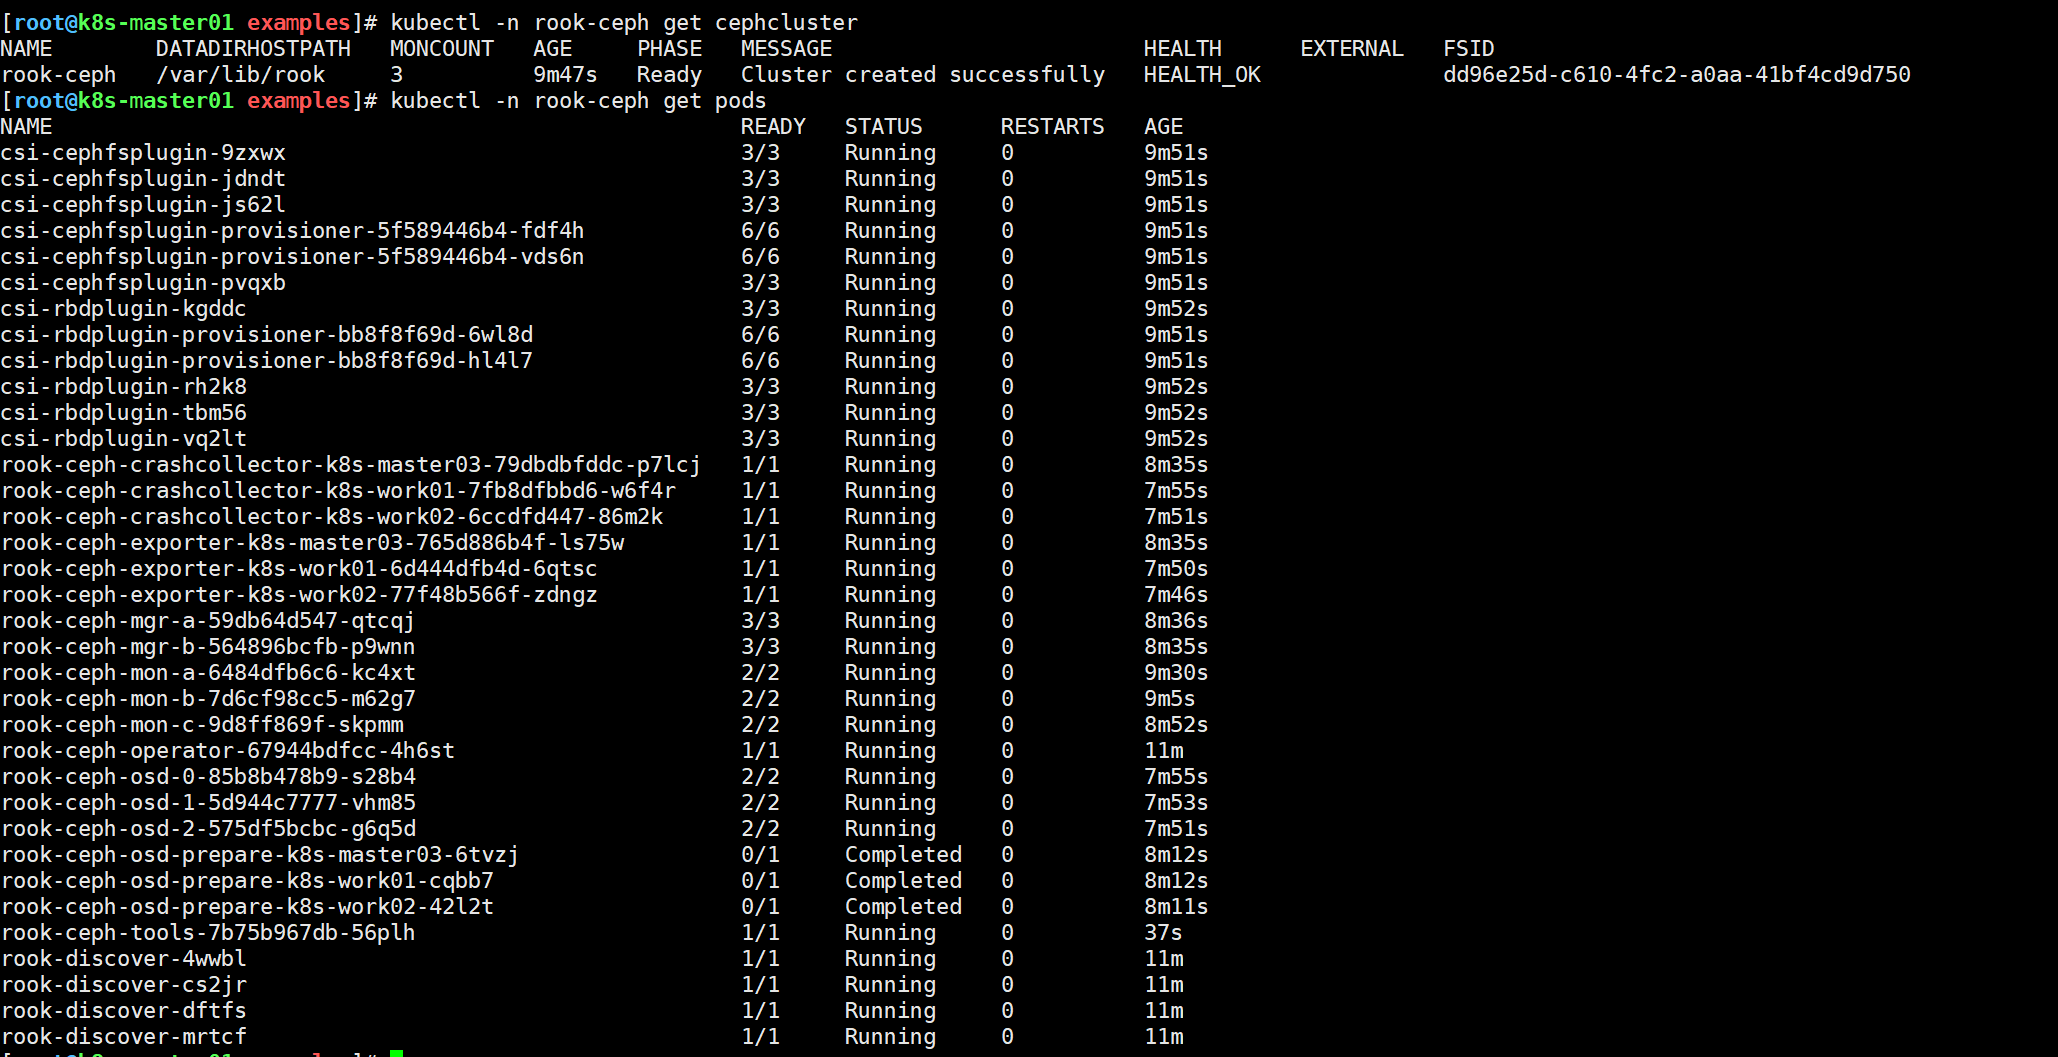 [root@k8s-master01 examples]# kubectl -n rook-ceph get cephcluster
NAME        DATADIRHOSTPATH   MONCOUNT   AGE     PHASE   MESSAGE                        HEALTH      EXTERNAL   FSID
rook-ceph   /var/lib/rook     3          9m47s   Ready   Cluster created successfully   HEALTH_OK              dd96e25d-c610-4fc2-a0aa-41bf4cd9d750
[root@k8s-master01 examples]# kubectl -n rook-ceph get pods
NAME                                                     READY   STATUS      RESTARTS   AGE
csi-cephfsplugin-9zxwx                                   3/3     Running     0          9m51s
csi-cephfsplugin-jdndt                                   3/3     Running     0          9m51s
csi-cephfsplugin-js62l                                   3/3     Running     0          9m51s
csi-cephfsplugin-provisioner-5f589446b4-fdf4h            6/6     Running     0          9m51s
csi-cephfsplugin-provisioner-5f589446b4-vds6n            6/6     Running     0          9m51s
csi-cephfsplugin-pvqxb                                   3/3     Running     0          9m51s
csi-rbdplugin-kgddc                                      3/3     Running     0          9m52s
csi-rbdplugin-provisioner-bb8f8f69d-6wl8d                6/6     Running     0          9m51s
csi-rbdplugin-provisioner-bb8f8f69d-hl4l7                6/6     Running     0          9m51s
csi-rbdplugin-rh2k8                                      3/3     Running     0          9m52s
csi-rbdplugin-tbm56                                      3/3     Running     0          9m52s
csi-rbdplugin-vq2lt                                      3/3     Running     0          9m52s
rook-ceph-crashcollector-k8s-master03-79dbdbfddc-p7lcj   1/1     Running     0          8m35s
rook-ceph-crashcollector-k8s-work01-7fb8dfbbd6-w6f4r     1/1     Running     0          7m55s
rook-ceph-crashcollector-k8s-work02-6ccdfd447-86m2k      1/1     Running     0          7m51s
rook-ceph-exporter-k8s-master03-765d886b4f-ls75w         1/1     Running     0          8m35s
rook-ceph-exporter-k8s-work01-6d444dfb4d-6qtsc           1/1     Running     0          7m50s
rook-ceph-exporter-k8s-work02-77f48b566f-zdngz           1/1     Running     0          7m46s
rook-ceph-mgr-a-59db64d547-qtcqj                         3/3     Running     0          8m36s
rook-ceph-mgr-b-564896bcfb-p9wnn                         3/3     Running     0          8m35s
rook-ceph-mon-a-6484dfb6c6-kc4xt                         2/2     Running     0          9m30s
rook-ceph-mon-b-7d6cf98cc5-m62g7                         2/2     Running     0          9m5s
rook-ceph-mon-c-9d8ff869f-skpmm                          2/2     Running     0          8m52s
rook-ceph-operator-67944bdfcc-4h6st                      1/1     Running     0          11m
rook-ceph-osd-0-85b8b478b9-s28b4                         2/2     Running     0          7m55s
rook-ceph-osd-1-5d944c7777-vhm85                         2/2     Running     0          7m53s
rook-ceph-osd-2-575df5bcbc-g6q5d                         2/2     Running     0          7m51s
rook-ceph-osd-prepare-k8s-master03-6tvzj                 0/1     Completed   0          8m12s
rook-ceph-osd-prepare-k8s-work01-cqbb7                   0/1     Completed   0          8m12s
rook-ceph-osd-prepare-k8s-work02-42l2t                   0/1     Completed   0          8m11s
rook-ceph-tools-7b75b967db-56plh                         1/1     Running     0          37s
rook-discover-4wwbl                                      1/1     Running     0          11m
rook-discover-cs2jr                                      1/1     Running     0          11m
rook-discover-dftfs                                      1/1     Running     0          11m
rook-discover-mrtcf                                      1/1     Running     0          11m